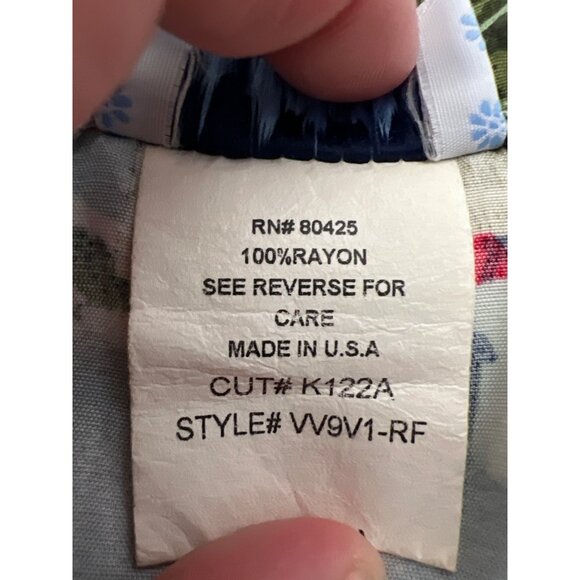 RN# 80425
100%RAYON
SEE REVERSE FOR
CARE
MADE IN U.S.A
CUT# K122A
STYLE# VV9V1-RF